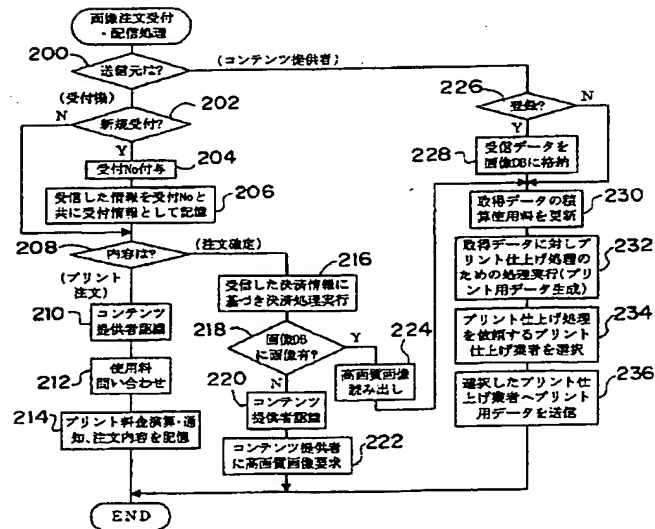 画像注文受付
・配信処理
200
送信元は?
(コンテンツ提供者)
(受付機)
202
N
新規受付?
Y
204
受付No付与
206
受信した情報を受付Noと
共に受付情報として記憶
208
内容は?
(注文確定)
(プリント
注文)
210
コンテンツ
提供者認識
212
使用料
問い合わせ
214
プリント料金演算・通
知、注文内容を記憶
216
受信した決済情報に
基づき決済処理実行
218
画像DB
に画像有?
Y
N
224
高画質画像
読み出し
220
コンテンツ
提供者認識
222
コンテンツ提供者
に高画質画像要求
226
N
登録?
Y
228
受信データを
画像DBに格納
230
取得データの積
算使用料を更新
232
取得データに対し
プリント仕上げ処理の
ための処理実行(プリ
ント用データ生成)
234
プリント仕上げ処理
を依頼するプリント
仕上げ業者を選択
236
選択したプリント仕
上げ業者へプリント
用データを送信
END